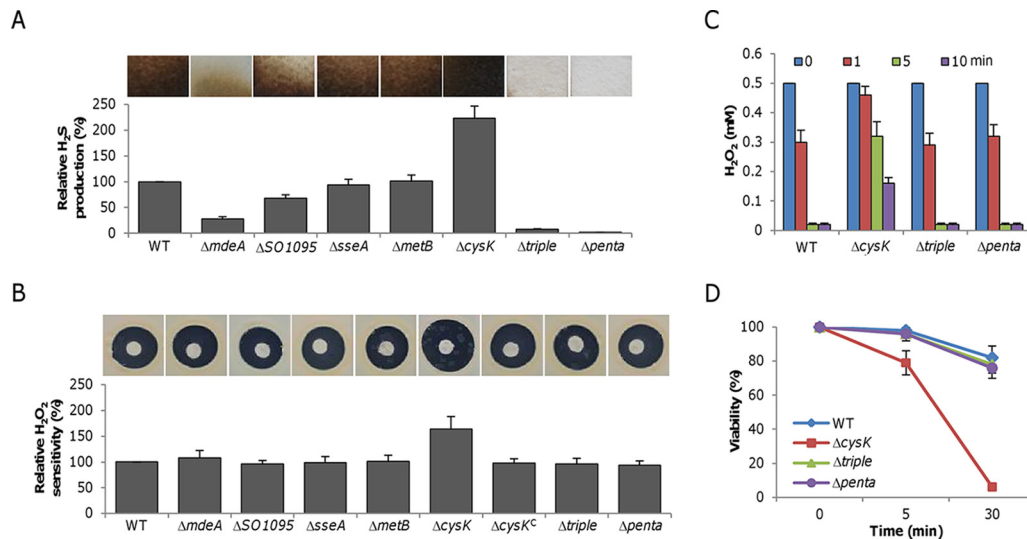 A
250
200
150
100
50
0
Relative H₂S
production (%)
WT ΔmdeA ΔSO1095 ΔsseA ΔmetB ΔcysK Δtriple Δpenta
B
250
200
150
100
50
0
Relative H₂O₂
sensitivity (%)
WT ΔmdeA ΔSO1095 ΔsseA ΔmetB ΔcysK ΔcysKᶜ Δtriple Δpenta
C
0 1 5 10 min
0.6
0.5
0.4
0.3
0.2
0.1
0
H₂O₂ (mM)
WT ΔcysK Δtriple Δpenta
D
120
100
80
60
40
20
0
Viability (%)
WT
ΔcysK
Δtriple
Δpenta
0 5 30
Time (min)